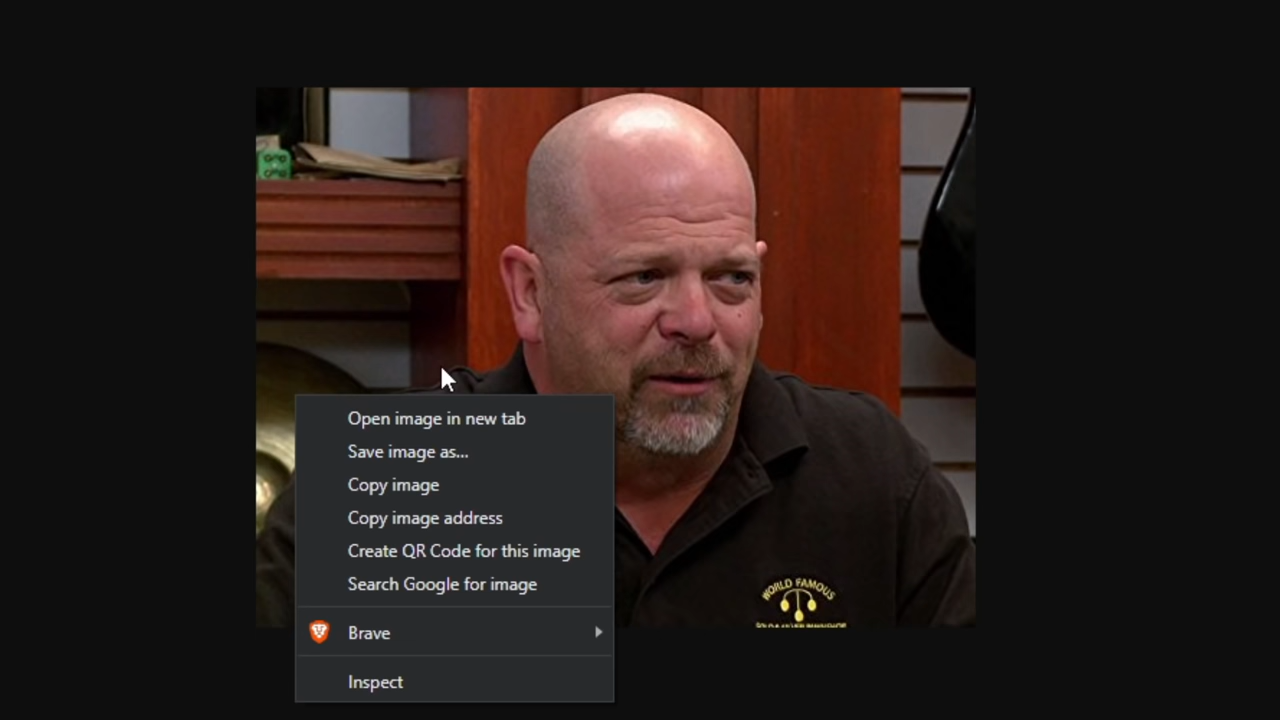 Open image in new tab
Save image as...
Copy image
Copy image address
Create QR Code for this image
Search Google for image
Brave
Inspect
WORLD FAMOUS